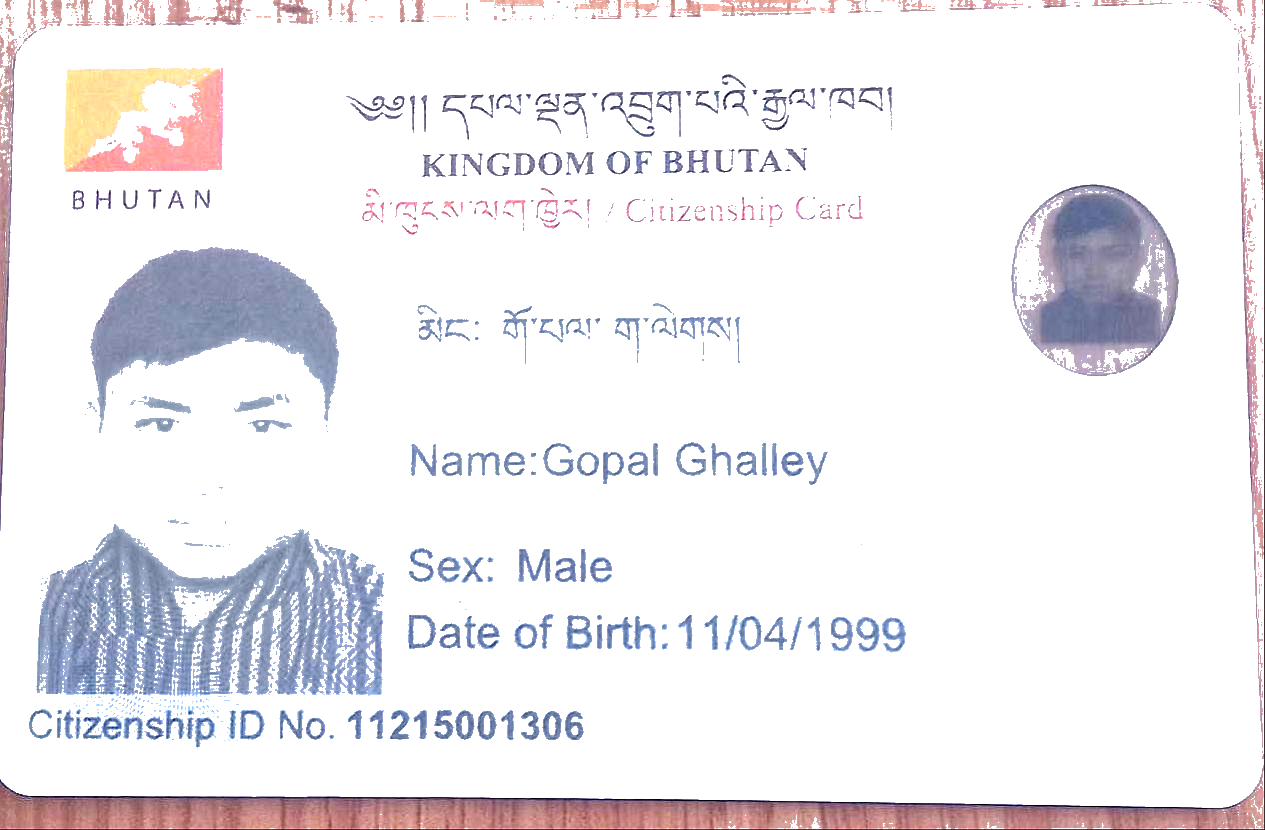 ༄༅།། དཔལ་ལྡན་འབྲུག་པའི་རྒྱལ་ཁབ།
KINGDOM OF BHUTAN
BHUTAN
མི་ཁུངས་ལག་ཁྱེར། / Citizenship Card
མིང: གོ་པལ་ ག་ལེགས།
Name:Gopal Ghalley
Sex: Male
Date of Birth:11/04/1999
Citizenship ID No. 11215001306